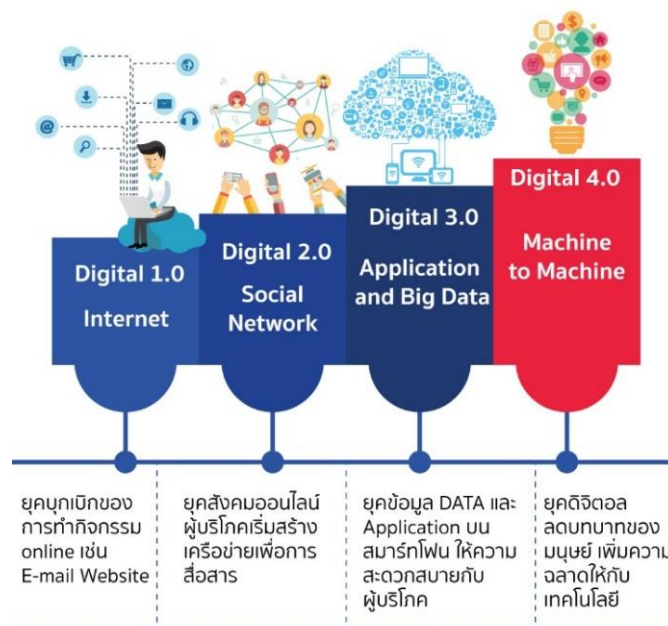 Digital 1.0
Internet
Digital 2.0
Social
Network
Digital 3.0
Application
and Big Data
Digital 4.0
Machine
to Machine
ยุคบุกเบิกของ
การทำกิจกรรม
online เช่น
E-mail Website
ยุคสังคมออนไลน์
ผู้บริโภคเริ่มสร้าง
เครือข่ายเพื่อการ
สื่อสาร
ยุคข้อมูล DATA และ
Application บน
สมาร์ทโฟน ให้ความ
สะดวกสบายกับ
ผู้บริโภค
ยุคดิจิตอล
ลดบทบาทของ
มนุษย์ เพิ่มความ
ฉลาดให้กับ
เทคโนโลยี